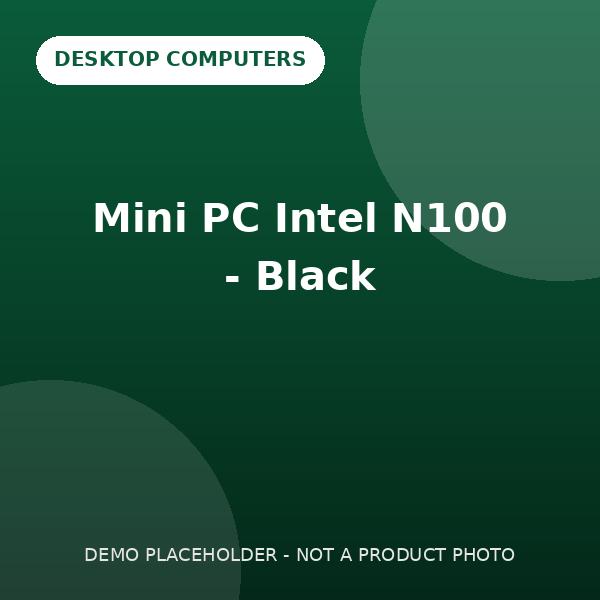 DESKTOP COMPUTERS
Mini PC Intel N100
- Black
DEMO PLACEHOLDER - NOT A PRODUCT PHOTO